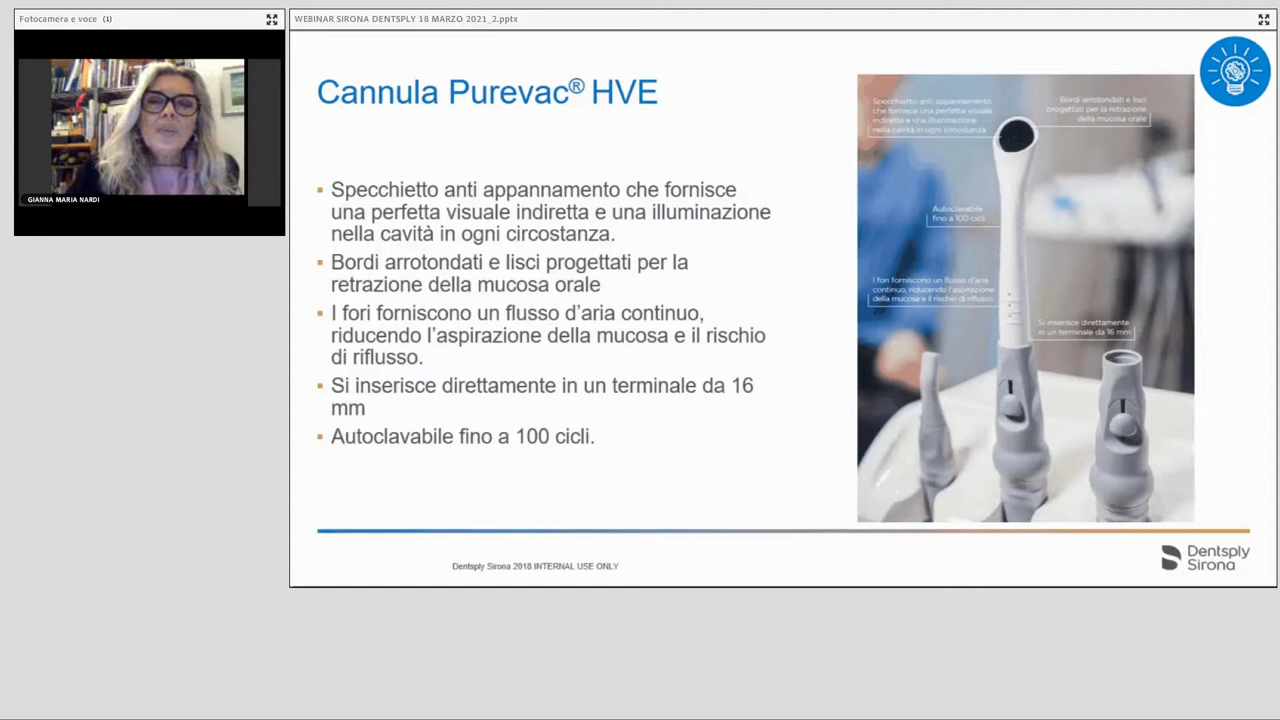 Fotocamera e voce (1)
WEBINAR SIRONA DENTSPLY 18 MARZO 2021_2.pptx
GIANNA MARIA NARDI
Cannula Purevac® HVE
▪ Specchietto anti appannamento che fornisce
una perfetta visuale indiretta e una illuminazione
nella cavità in ogni circostanza.
▪ Bordi arrotondati e lisci progettati per la
retrazione della mucosa orale
▪ I fori forniscono un flusso d'aria continuo,
riducendo l'aspirazione della mucosa e il rischio
di riflusso.
▪ Si inserisce direttamente in un terminale da 16
mm
▪ Autoclavabile fino a 100 cicli.
Specchietto anti appannamento
che fornisce una perfetta visuale
indiretta e una illuminazione
nella cavità in ogni circostanza
Bordi arrotondati e lisci
progettati per la retrazione
della mucosa orale
Autoclavabile
fino a 100 cicli.
I fori forniscono un flusso d'aria
continuo, riducendo l'aspirazione
della mucosa e il rischio di riflusso.
Si inserisce direttamente
in un terminale da 16 mm
Dentsply Sirona 2018 INTERNAL USE ONLY
Dentsply
Sirona